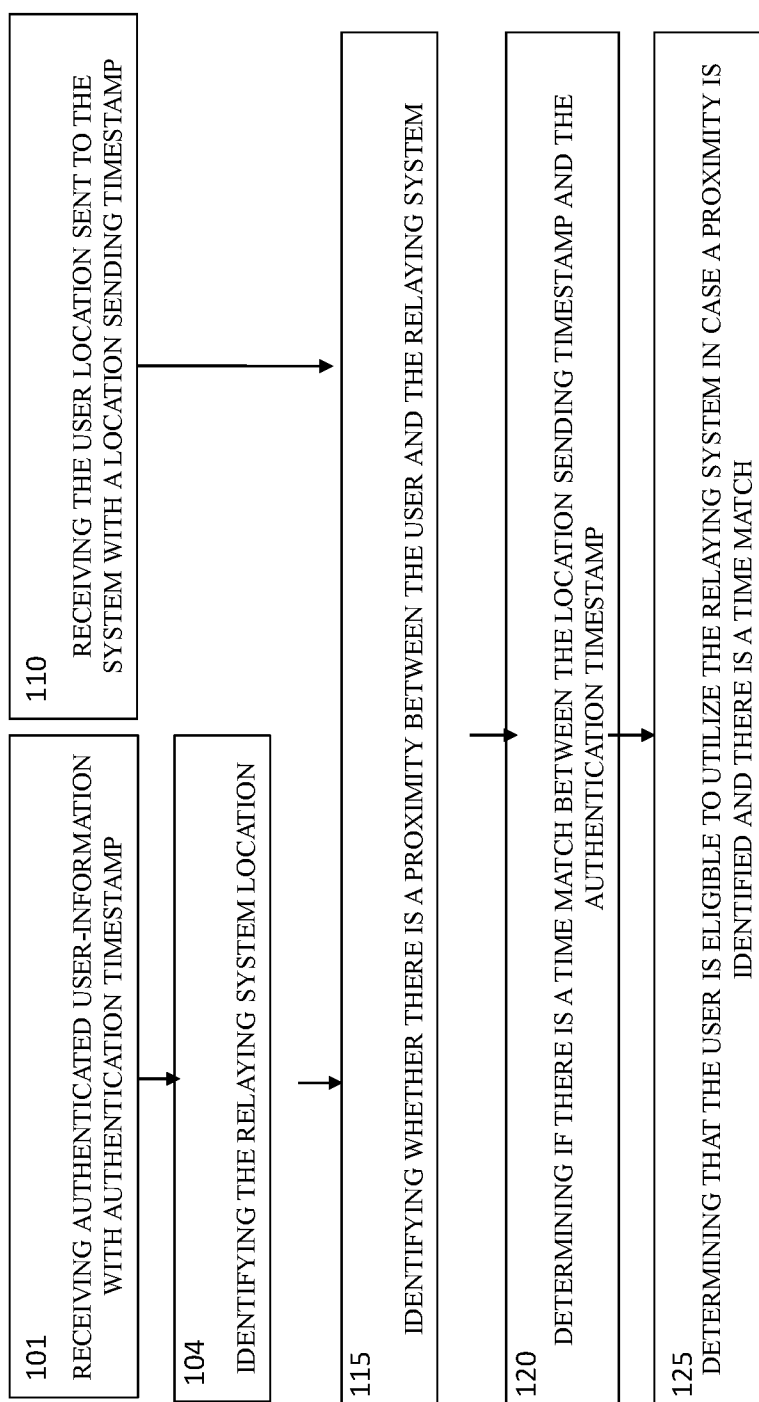 101
RECEIVING AUTHENTICATED USER-INFORMATION
WITH AUTHENTICATION TIMESTAMP
110
RECEIVING THE USER LOCATION SENT TO THE
SYSTEM WITH A LOCATION SENDING TIMESTAMP
104
IDENTIFYING THE RELAYING SYSTEM LOCATION
115
IDENTIFYING WHETHER THERE IS A PROXIMITY BETWEEN THE USER AND THE RELAYING SYSTEM
120
DETERMINING IF THERE IS A TIME MATCH BETWEEN THE LOCATION SENDING TIMESTAMP AND THE
AUTHENTICATION TIMESTAMP
125
DETERMINING THAT THE USER IS ELIGIBLE TO UTILIZE THE RELAYING SYSTEM IN CASE A PROXIMITY IS
IDENTIFIED AND THERE IS A TIME MATCH